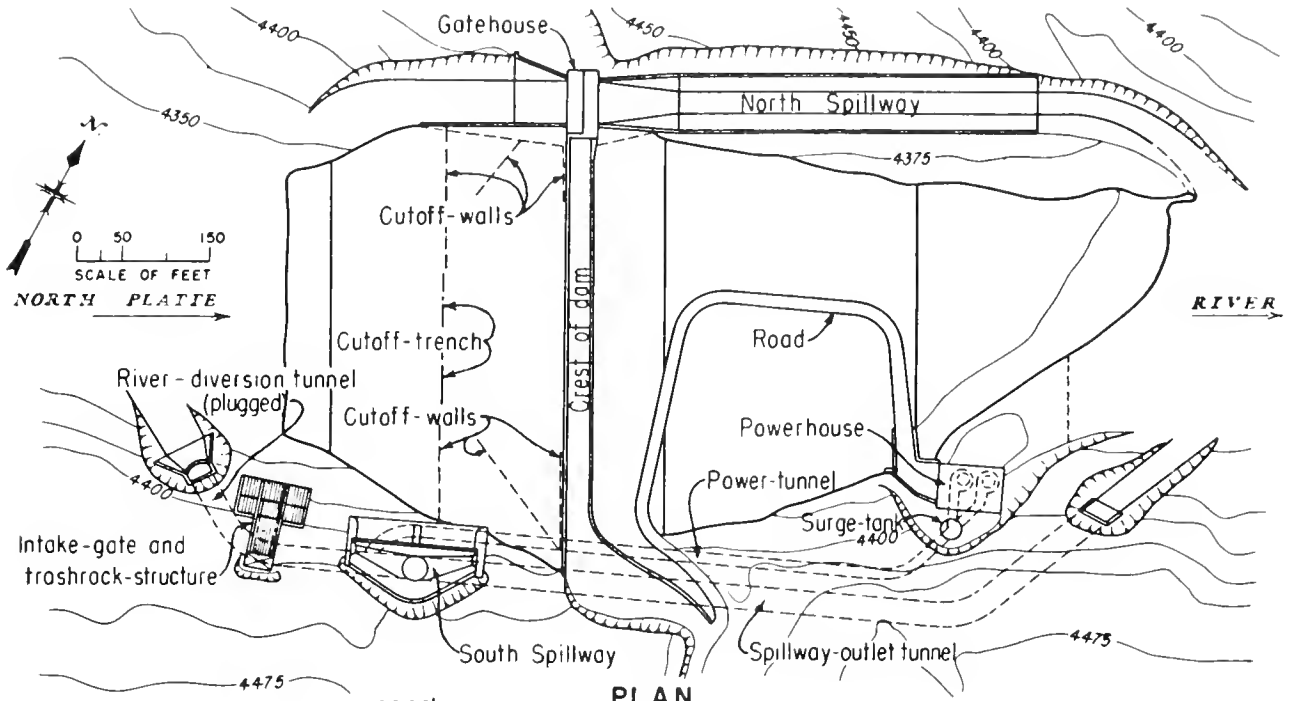 Gatehouse
4400
4450
4450
4450
4400
4400
4350
North Spillway
N.
4375
Cutoff-walls
0 50 150
SCALE OF FEET
NORTH PLATTE
RIVER
Cutoff-trench
Crest of dam
Road
River-diversion tunnel
(plugged)
Cutoff-walls
Powerhouse
4400
Power-tunnel
Surge-tank
4400
Intake-gate and
trashrock-structure
South Spillway
Spillway-outlet tunnel
4475
4475
PLAN